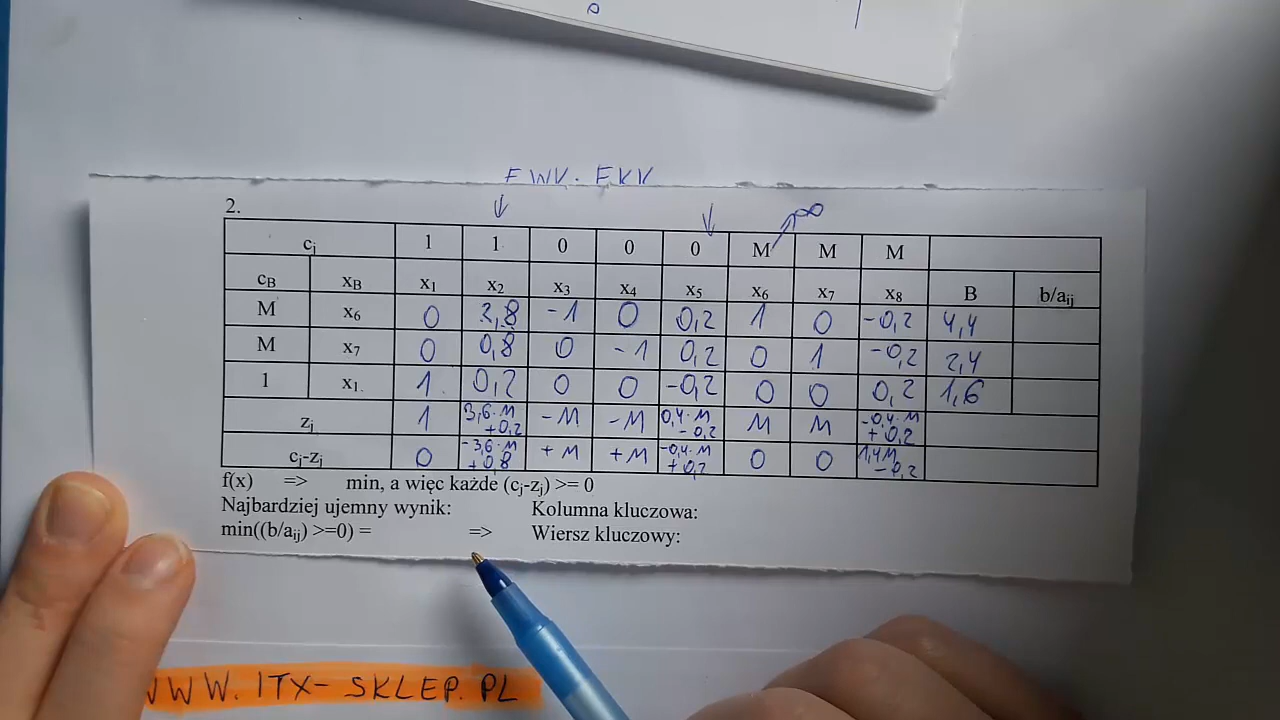 2.
cj 1 1 0 0 0 M M M ∞
cB xB x1 x2 x3 x4 x5 x6 x7 x8 B b/aij
M x6 0 2,8 -1 0 0,2 1 0 -0,2 4,4
M x7 0 0,8 0 -1 0,2 0 1 -0,2 2,4
1 x1 1 0,2 0 0 -0,2 0 0 0,2 1,6
zj 1 3,6·M +0,2 -M -M 0,4·M -0,2 M M -0,4·M +0,2
cj-zj 0 -3,6·M +0,8 +M +M -0,4·M +0,2 0 0 1,4M -0,2
f(x) => min, a więc każde (cj-zj) >= 0
Najbardziej ujemny wynik: Kolumna kluczowa:
min((b/aij) >=0) = => Wiersz kluczowy:
WWW.ITX-SKLEP.PL